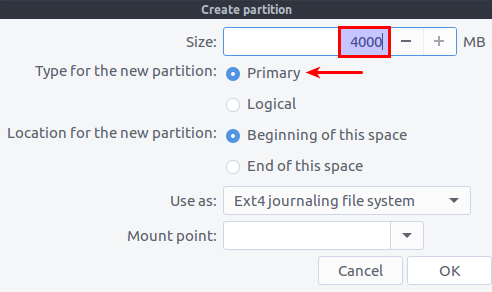 Create partition
Size: 4000 − + MB
Type for the new partition: Primary
Logical
Location for the new partition: Beginning of this space
End of this space
Use as: Ext4 journaling file system
Mount point:
Cancel OK